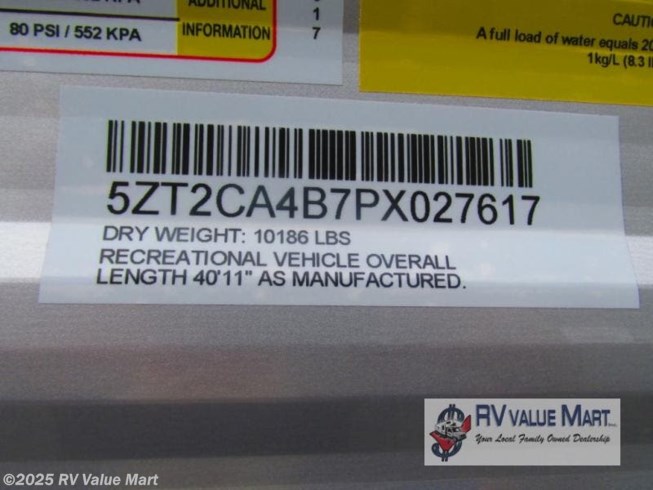 ADDITIONAL
1
80 PSI / 552 KPA
INFORMATION
7
A full load of water equals
1kg/L (8.3
5ZT2CA4B7PX027617
DRY WEIGHT: 10186 LBS
RECREATIONAL VEHICLE OVERALL
LENGTH 40'11" AS MANUFACTURED.
RV VALUE MART
Your Local Family Owned Dealership
©2025 RV Value Mart